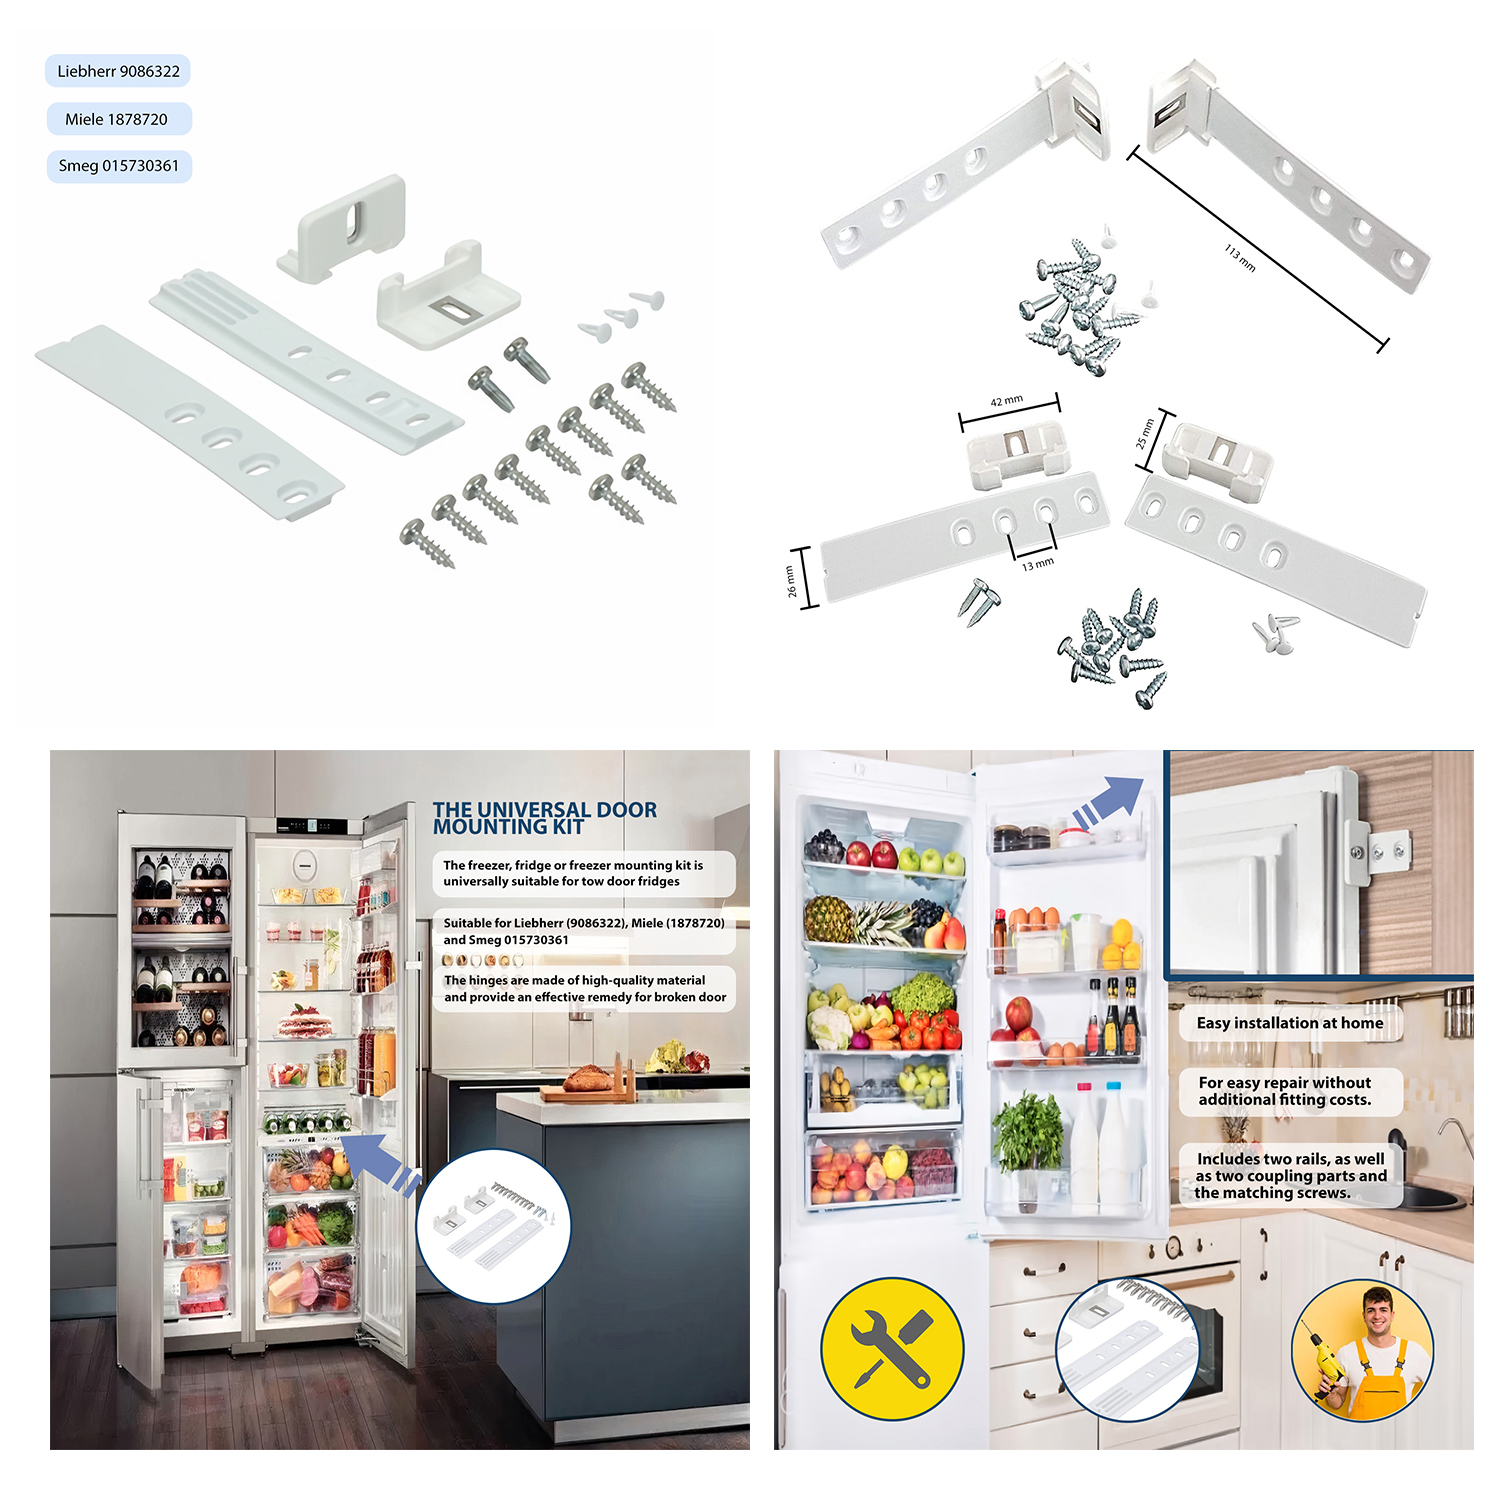 Liebherr 9086322
Miele 1878720
Smeg 015730361
113 mm
42 mm
25 mm
13 mm
26 mm
THE UNIVERSAL DOOR
MOUNTING KIT
The freezer, fridge or freezer mounting kit is
universally suitable for tow door fridges
Suitable for Liebherr (9086322), Miele (1878720)
and Smeg 015730361
The hinges are made of high-quality material
and provide an effective remedy for broken door
Easy installation at home
For easy repair without
additional fitting costs.
Includes two rails, as well
as two coupling parts and
the matching screws.